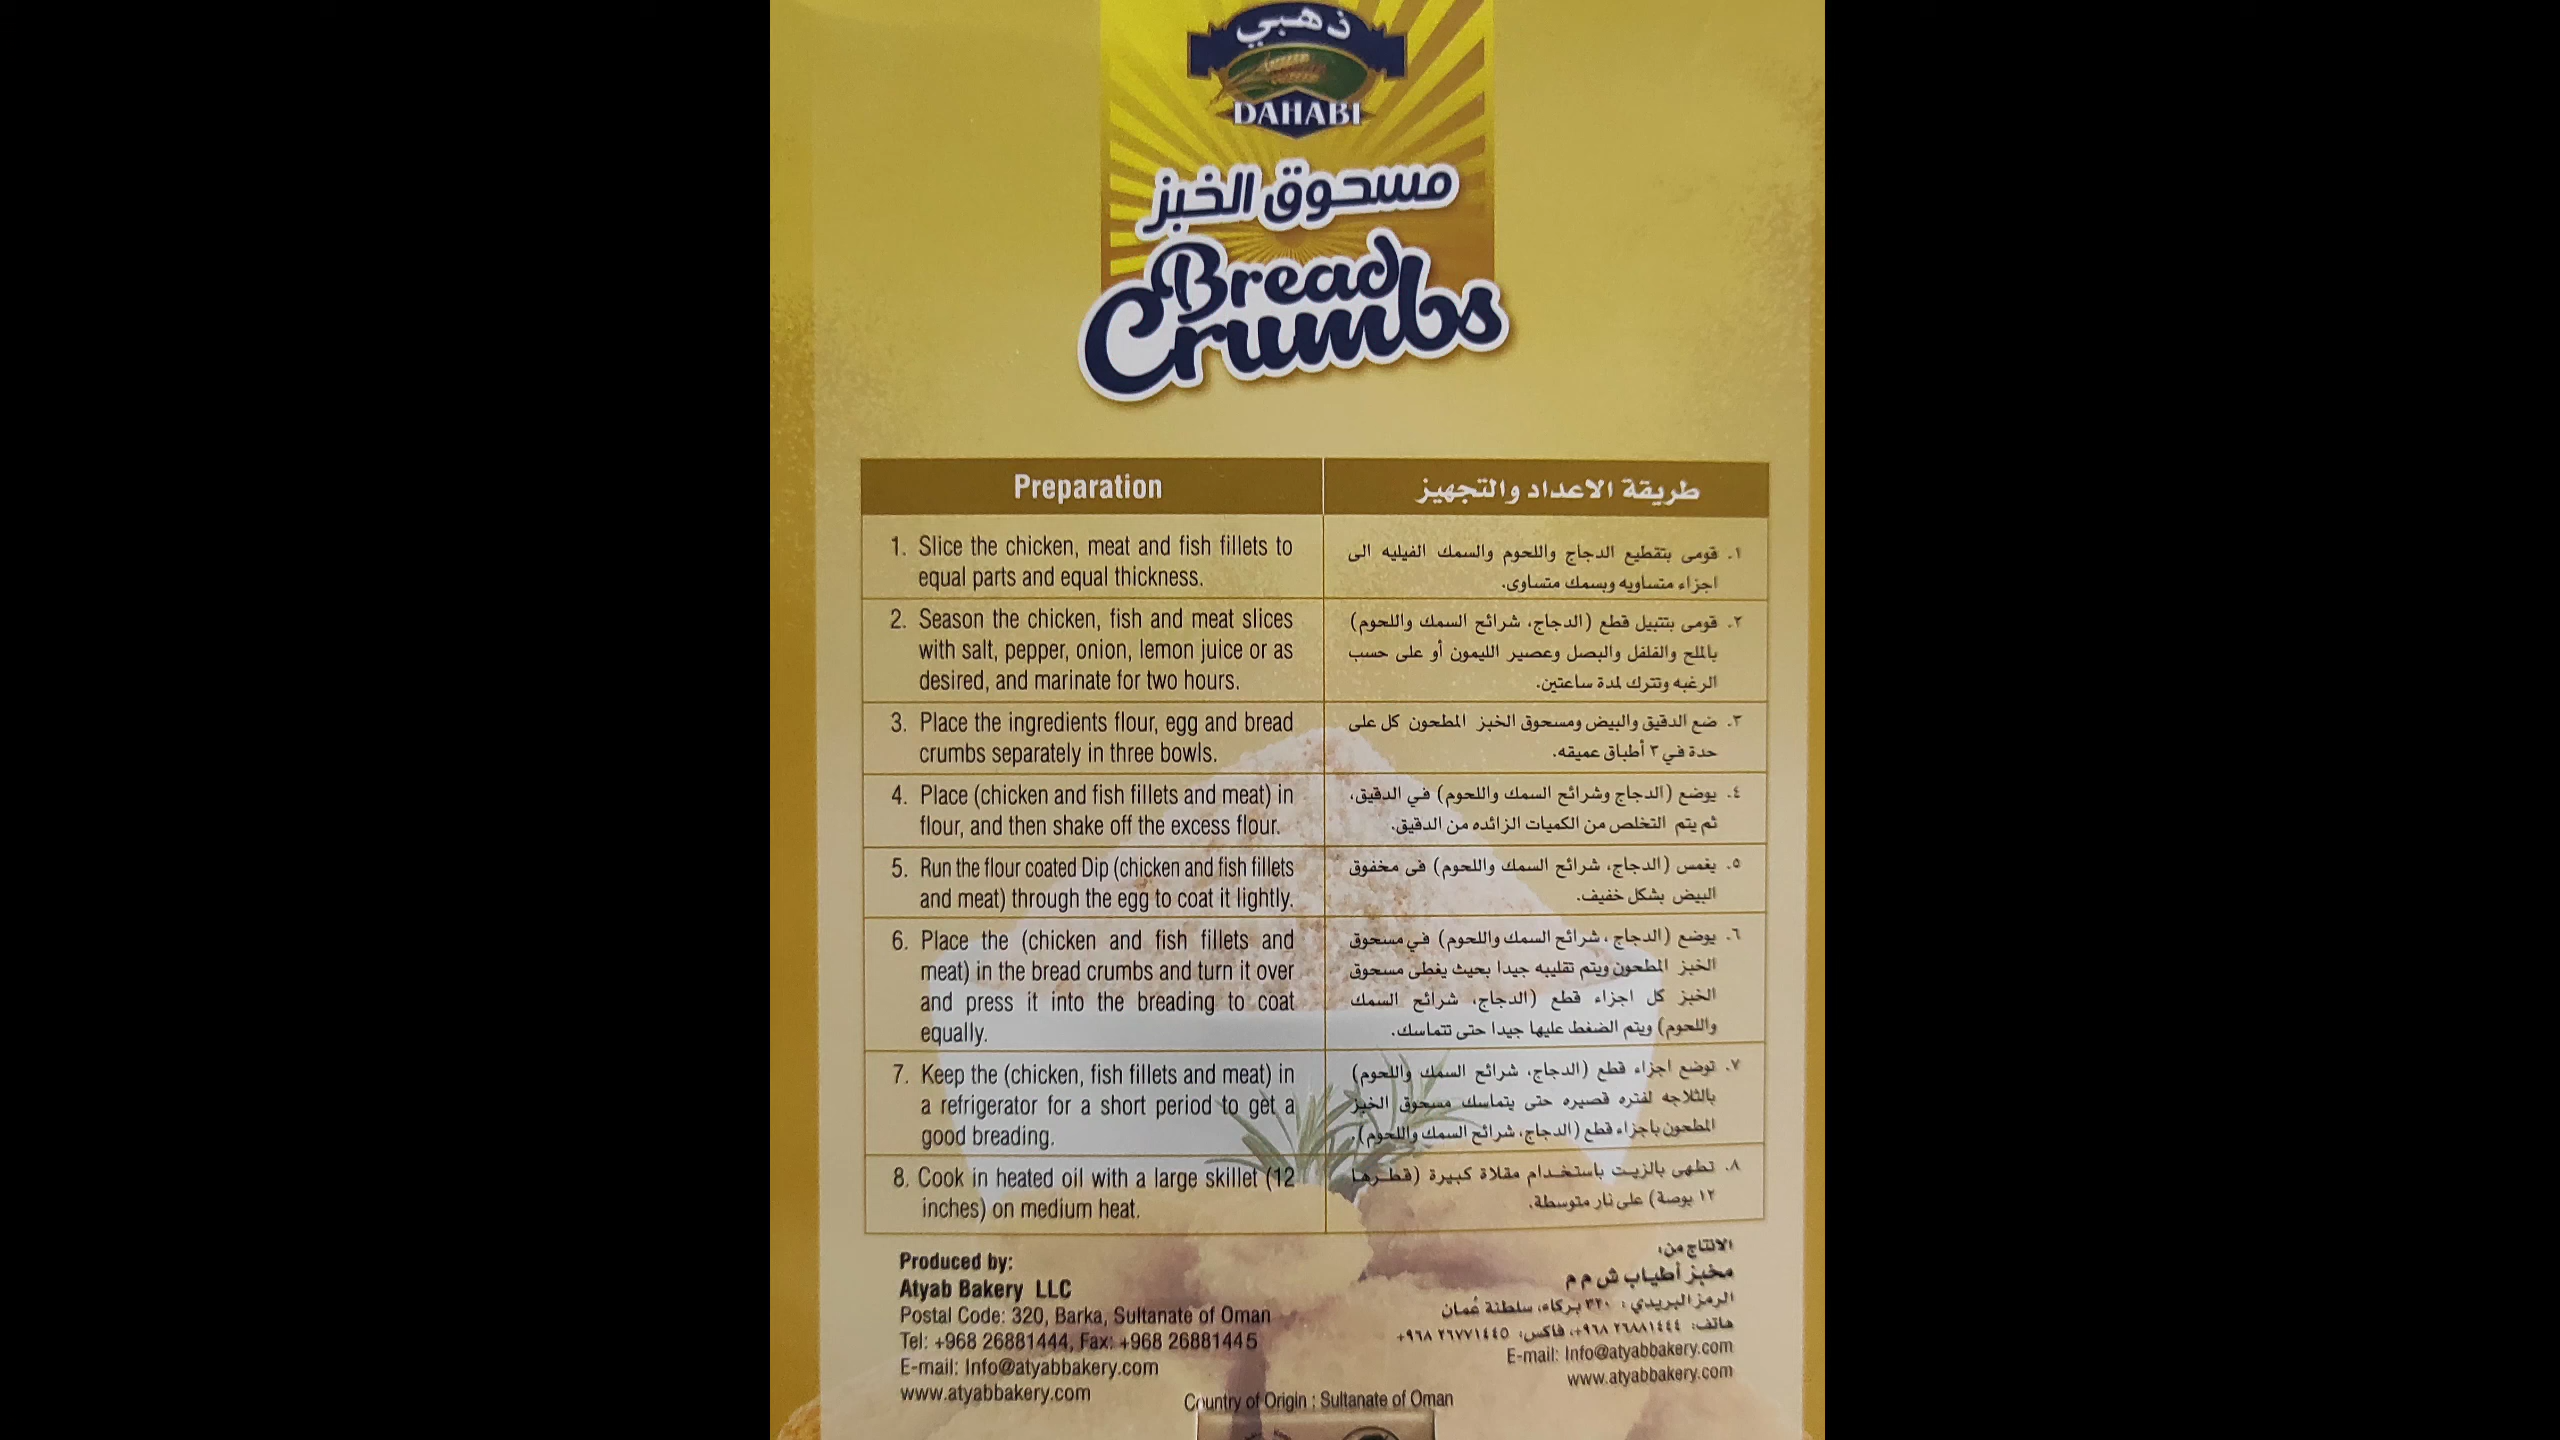 ذهبي
DAHABI
مسحوق الخبز
Bread
Crumbs
Preparation
1. Slice the chicken, meat and fish fillets to
equal parts and equal thickness.
2. Season the chicken, fish and meat slices
with salt, pepper, onion, lemon juice or as
desired, and marinate for two hours.
3. Place the ingredients flour, egg and bread
crumbs separately in three bowls.
4. Place (chicken and fish fillets and meat) in
flour, and then shake off the excess flour.
5. Run the flour coated Dip (chicken and fish fillets
and meat) through the egg to coat it lightly.
6. Place the (chicken and fish fillets and
meat) in the bread crumbs and turn it over
and press it into the breading to coat
equally.
7. Keep the (chicken, fish fillets and meat) in
a refrigerator for a short period to get a
good breading.
8. Cook in heated oil with a large skillet (12
inches) on medium heat.
طريقة الاعداد والتجهيز
١. قومى بتقطيع الدجاج واللحوم والسمك الفيليه الى
اجزاء متساويه وبسمك متساوى.
٢. قومى بتتبيل قطع (الدجاج، شرائح السمك واللحوم)
بالملح والفلفل والبصل وعصير الليمون أو على حسب
الرغبه وتترك لمدة ساعتين.
٣. ضع الدقيق والبيض ومسحوق الخبز المطحون كل على
حدة في ٣ أطباق عميقه.
٤. يوضع (الدجاج وشرائح السمك واللحوم) في الدقيق،
ثم يتم التخلص من الكميات الزائده من الدقيق.
٥. يغمس (الدجاج، شرائح السمك واللحوم) فى مخفوق
البيض بشكل خفيف.
٦. يوضع (الدجاج، شرائح السمك واللحوم) في مسحوق
الخبز المطحون ويتم تقليبه جيدا بحيث يغطى مسحوق
الخبز كل اجزاء قطع (الدجاج، شرائح السمك
واللحوم) ويتم الضغط عليها جيدا حتى تتماسك.
٧. توضع اجزاء قطع (الدجاج، شرائح السمك واللحوم)
بالثلاجه لفتره قصيره حتى يتماسك مسحوق الخبز
المطحون باجزاء قطع (الدجاج، شرائح السمك واللحوم).
٨. تطهى بالزيت باستخدام مقلاة كبيرة (قطرها
١٢ بوصة) على نار متوسطة.
Produced by:
Atyab Bakery LLC
Postal Code: 320, Barka, Sultanate of Oman
Tel: +968 26881444, Fax: +968 26881445
E-mail: Info@atyabbakery.com
www.atyabbakery.com
الانتاج من:
مخبز أطياب ش م م
الرمز البريدي: ٣٢٠ بركاء، سلطنة عُمان
هاتف: ٢٦٨٨١٤٤٤ ٩٦٨+، فاكس: ٢٦٧٧١٤٤٥ ٩٦٨+
E-mail: Info@atyabbakery.com
www.atyabbakery.com
Country of Origin : Sultanate of Oman